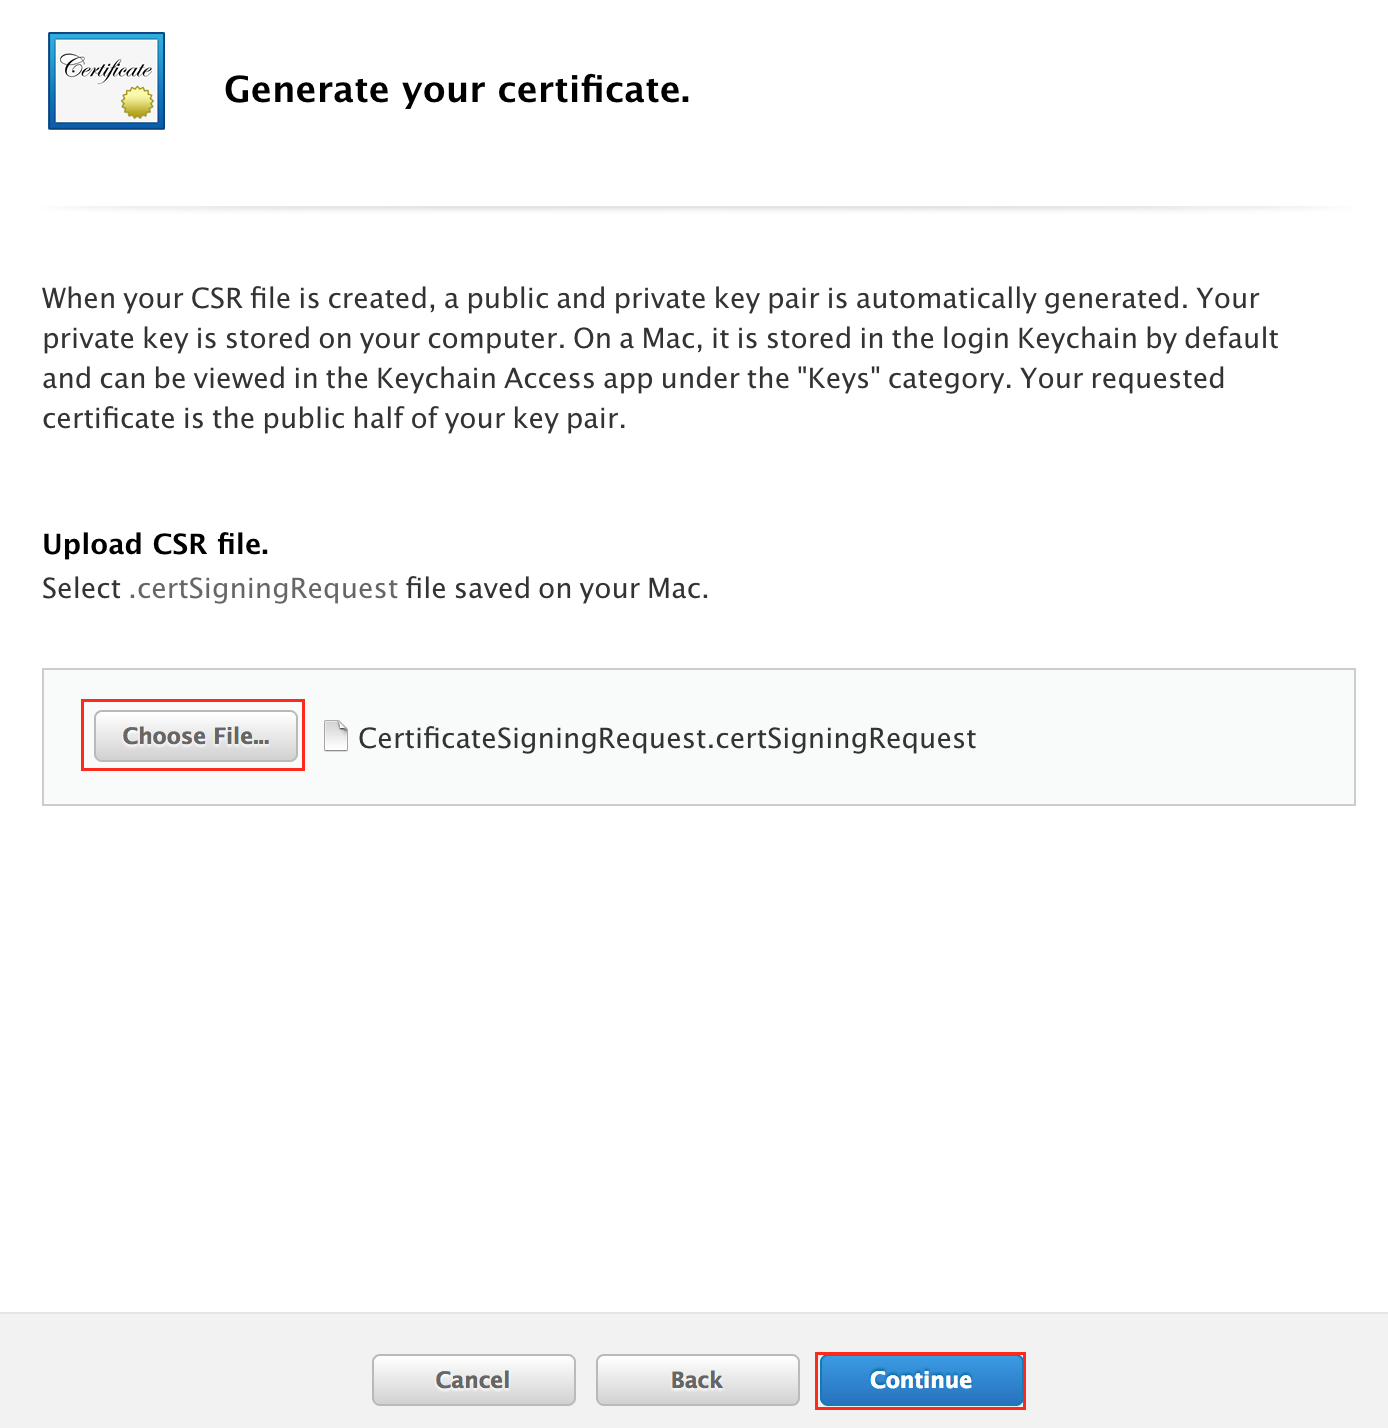 Certificate
Generate your certificate.
When your CSR file is created, a public and private key pair is automatically generated. Your
private key is stored on your computer. On a Mac, it is stored in the login Keychain by default
and can be viewed in the Keychain Access app under the "Keys" category. Your requested
certificate is the public half of your key pair.
Upload CSR file.
Select .certSigningRequest file saved on your Mac.
Choose File...
CertificateSigningRequest.certSigningRequest
Cancel
Back
Continue